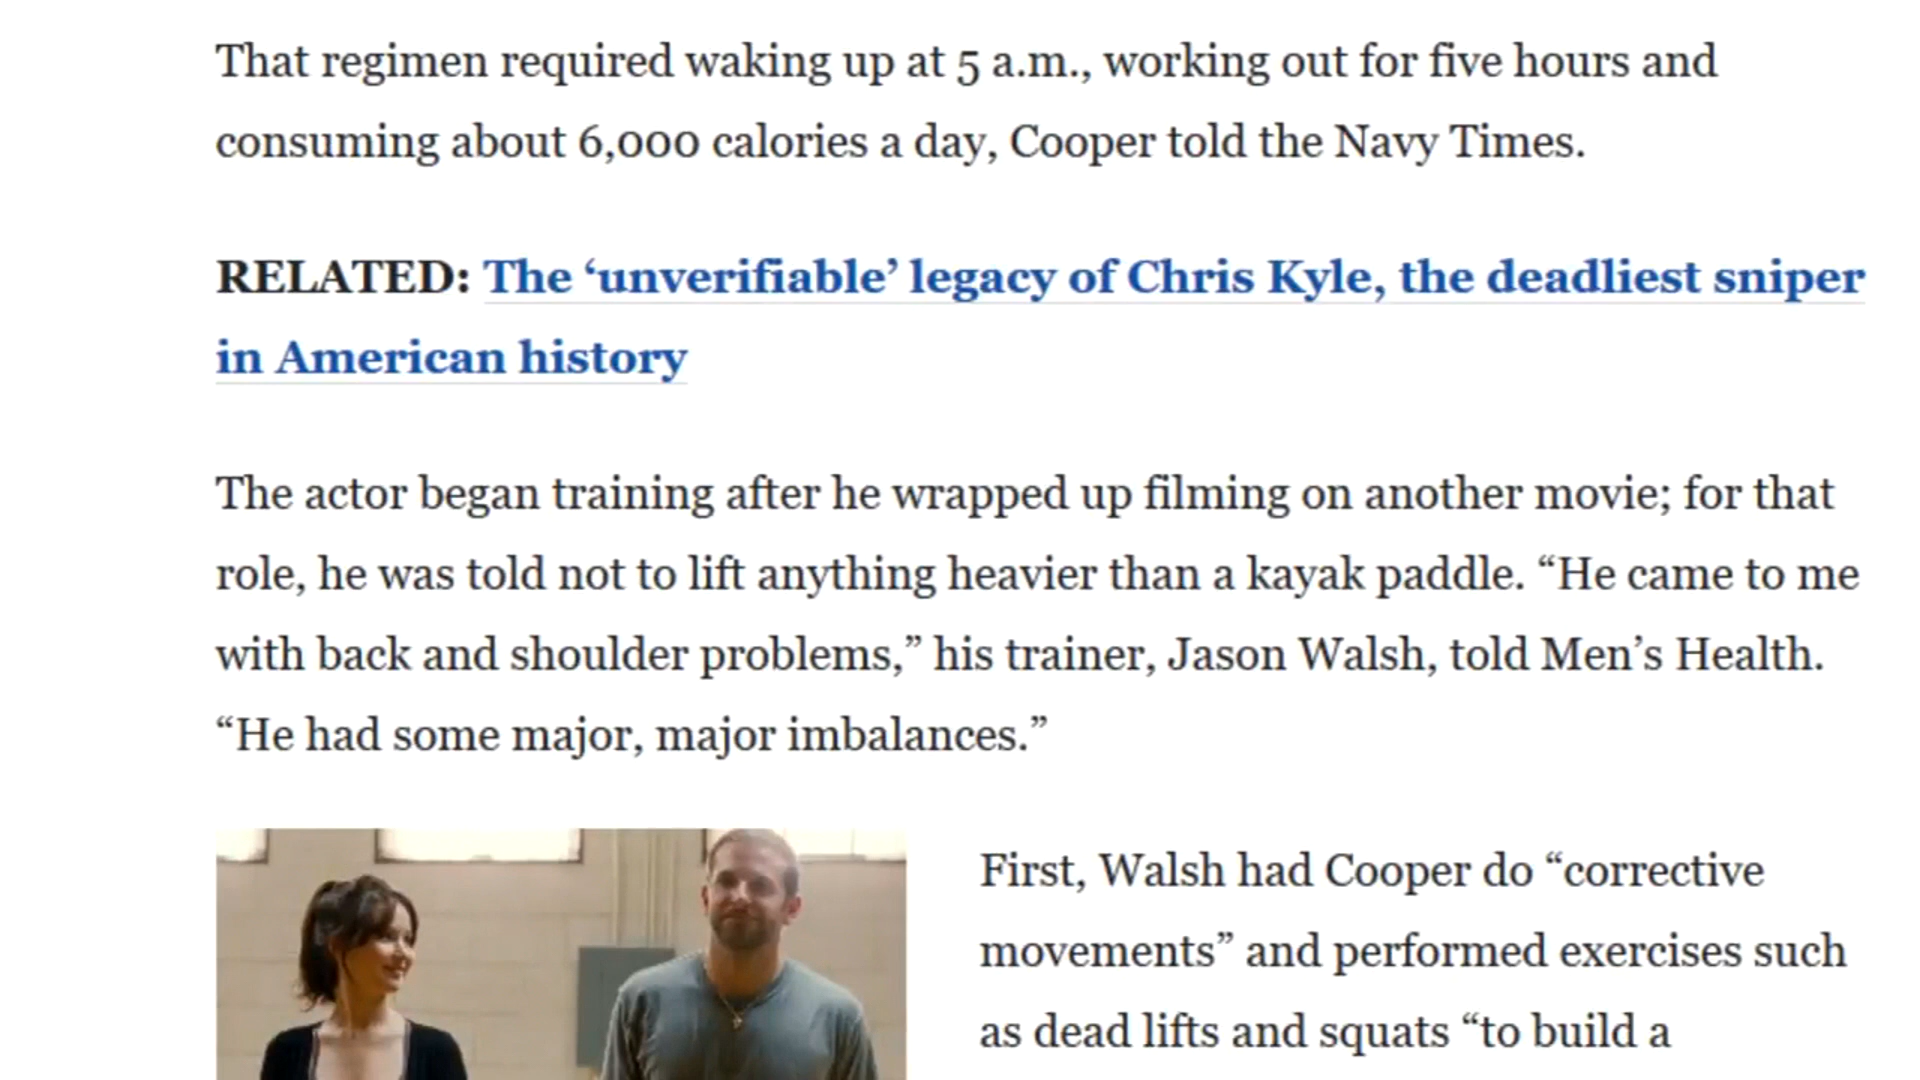 That regimen required waking up at 5 a.m., working out for five hours and
consuming about 6,000 calories a day, Cooper told the Navy Times.
RELATED: The ‘unverifiable’ legacy of Chris Kyle, the deadliest sniper
in American history
The actor began training after he wrapped up filming on another movie; for that
role, he was told not to lift anything heavier than a kayak paddle. “He came to me
with back and shoulder problems,” his trainer, Jason Walsh, told Men’s Health.
“He had some major, major imbalances.”
First, Walsh had Cooper do “corrective
movements” and performed exercises such
as dead lifts and squats “to build a